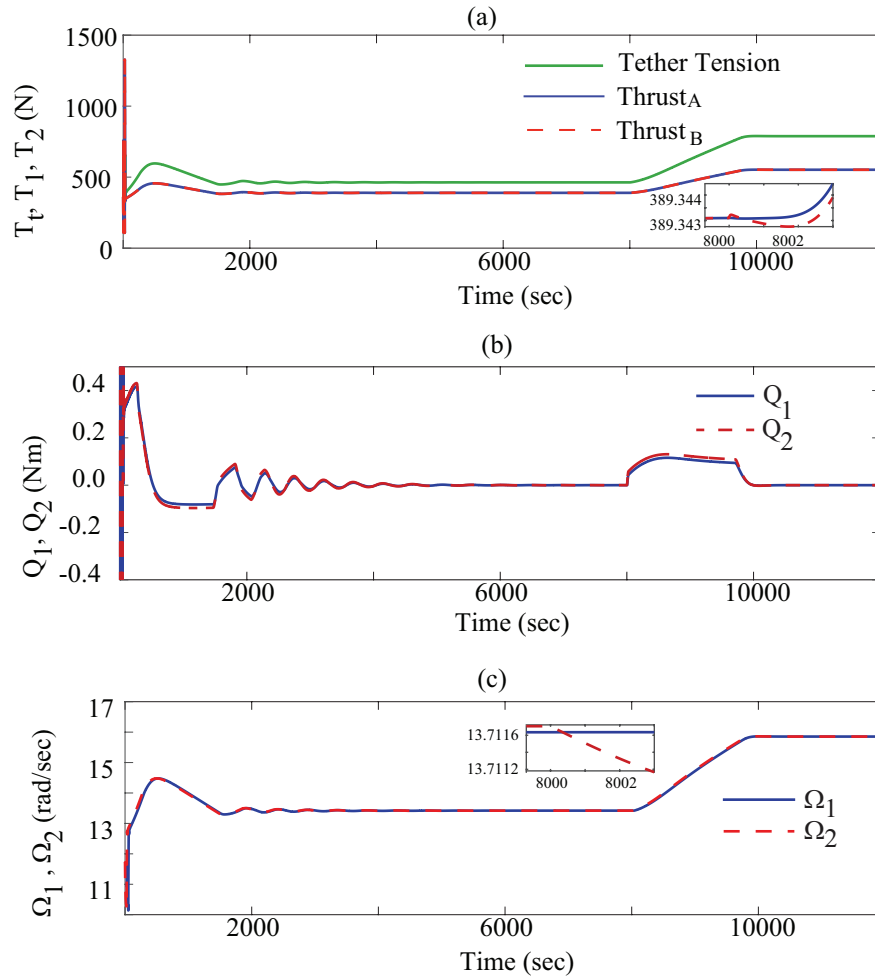 (a)
1500
1000
500
0
T_t, T_1, T_2 (N)
Tether Tension
Thrust_A
Thrust_B
389.344
389.343
8000 8002
2000 6000 10000
Time (sec)
(b)
0.4
0.2
0.0
-0.2
-0.4
Q_1, Q_2 (Nm)
Q_1
Q_2
2000 6000 10000
Time (sec)
(c)
17
15
13
11
Ω_1 , Ω_2 (rad/sec)
13.7116
13.7112
8000 8002
Ω_1
Ω_2
2000 6000 10000
Time (sec)